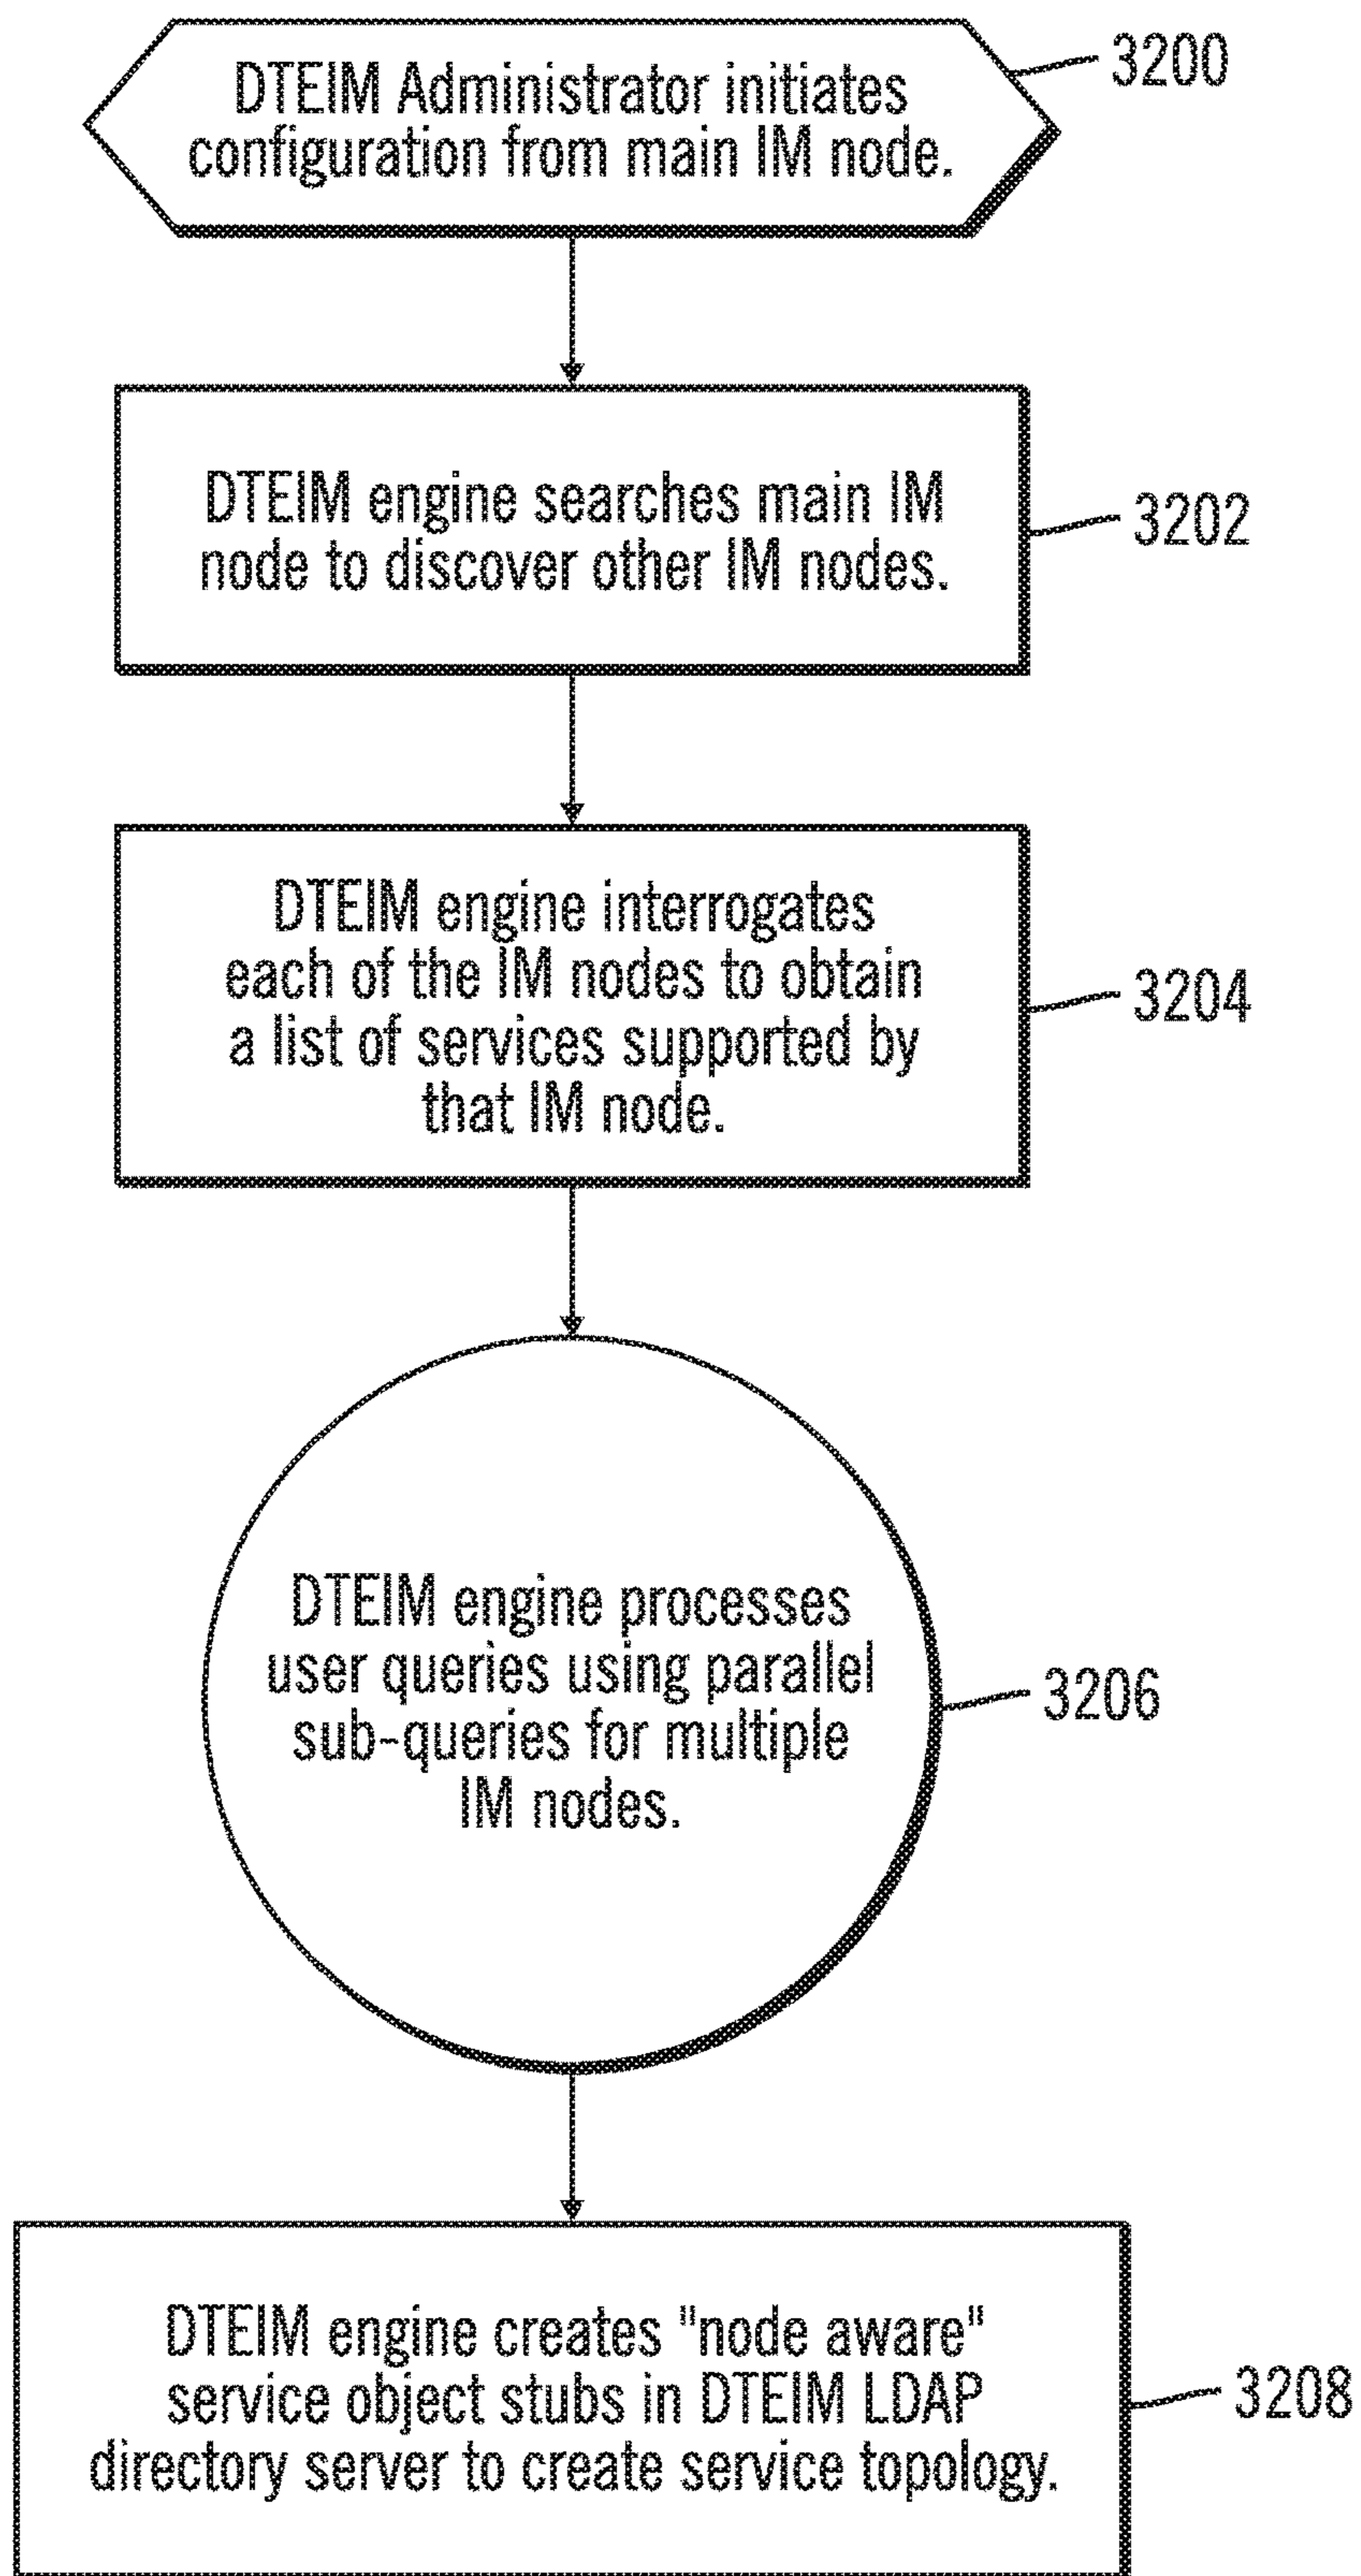 DTEIM Administrator initiates
configuration from main IM node.
3200
DTEIM engine searches main IM
node to discover other IM nodes.
3202
DTEIM engine interrogates
each of the IM nodes to obtain
a list of services supported by
that IM node.
3204
DTEIM engine processes
user queries using parallel
sub-queries for multiple
IM nodes.
3206
DTEIM engine creates "node aware"
service object stubs in DTEIM LDAP
directory server to create service topology.
3208